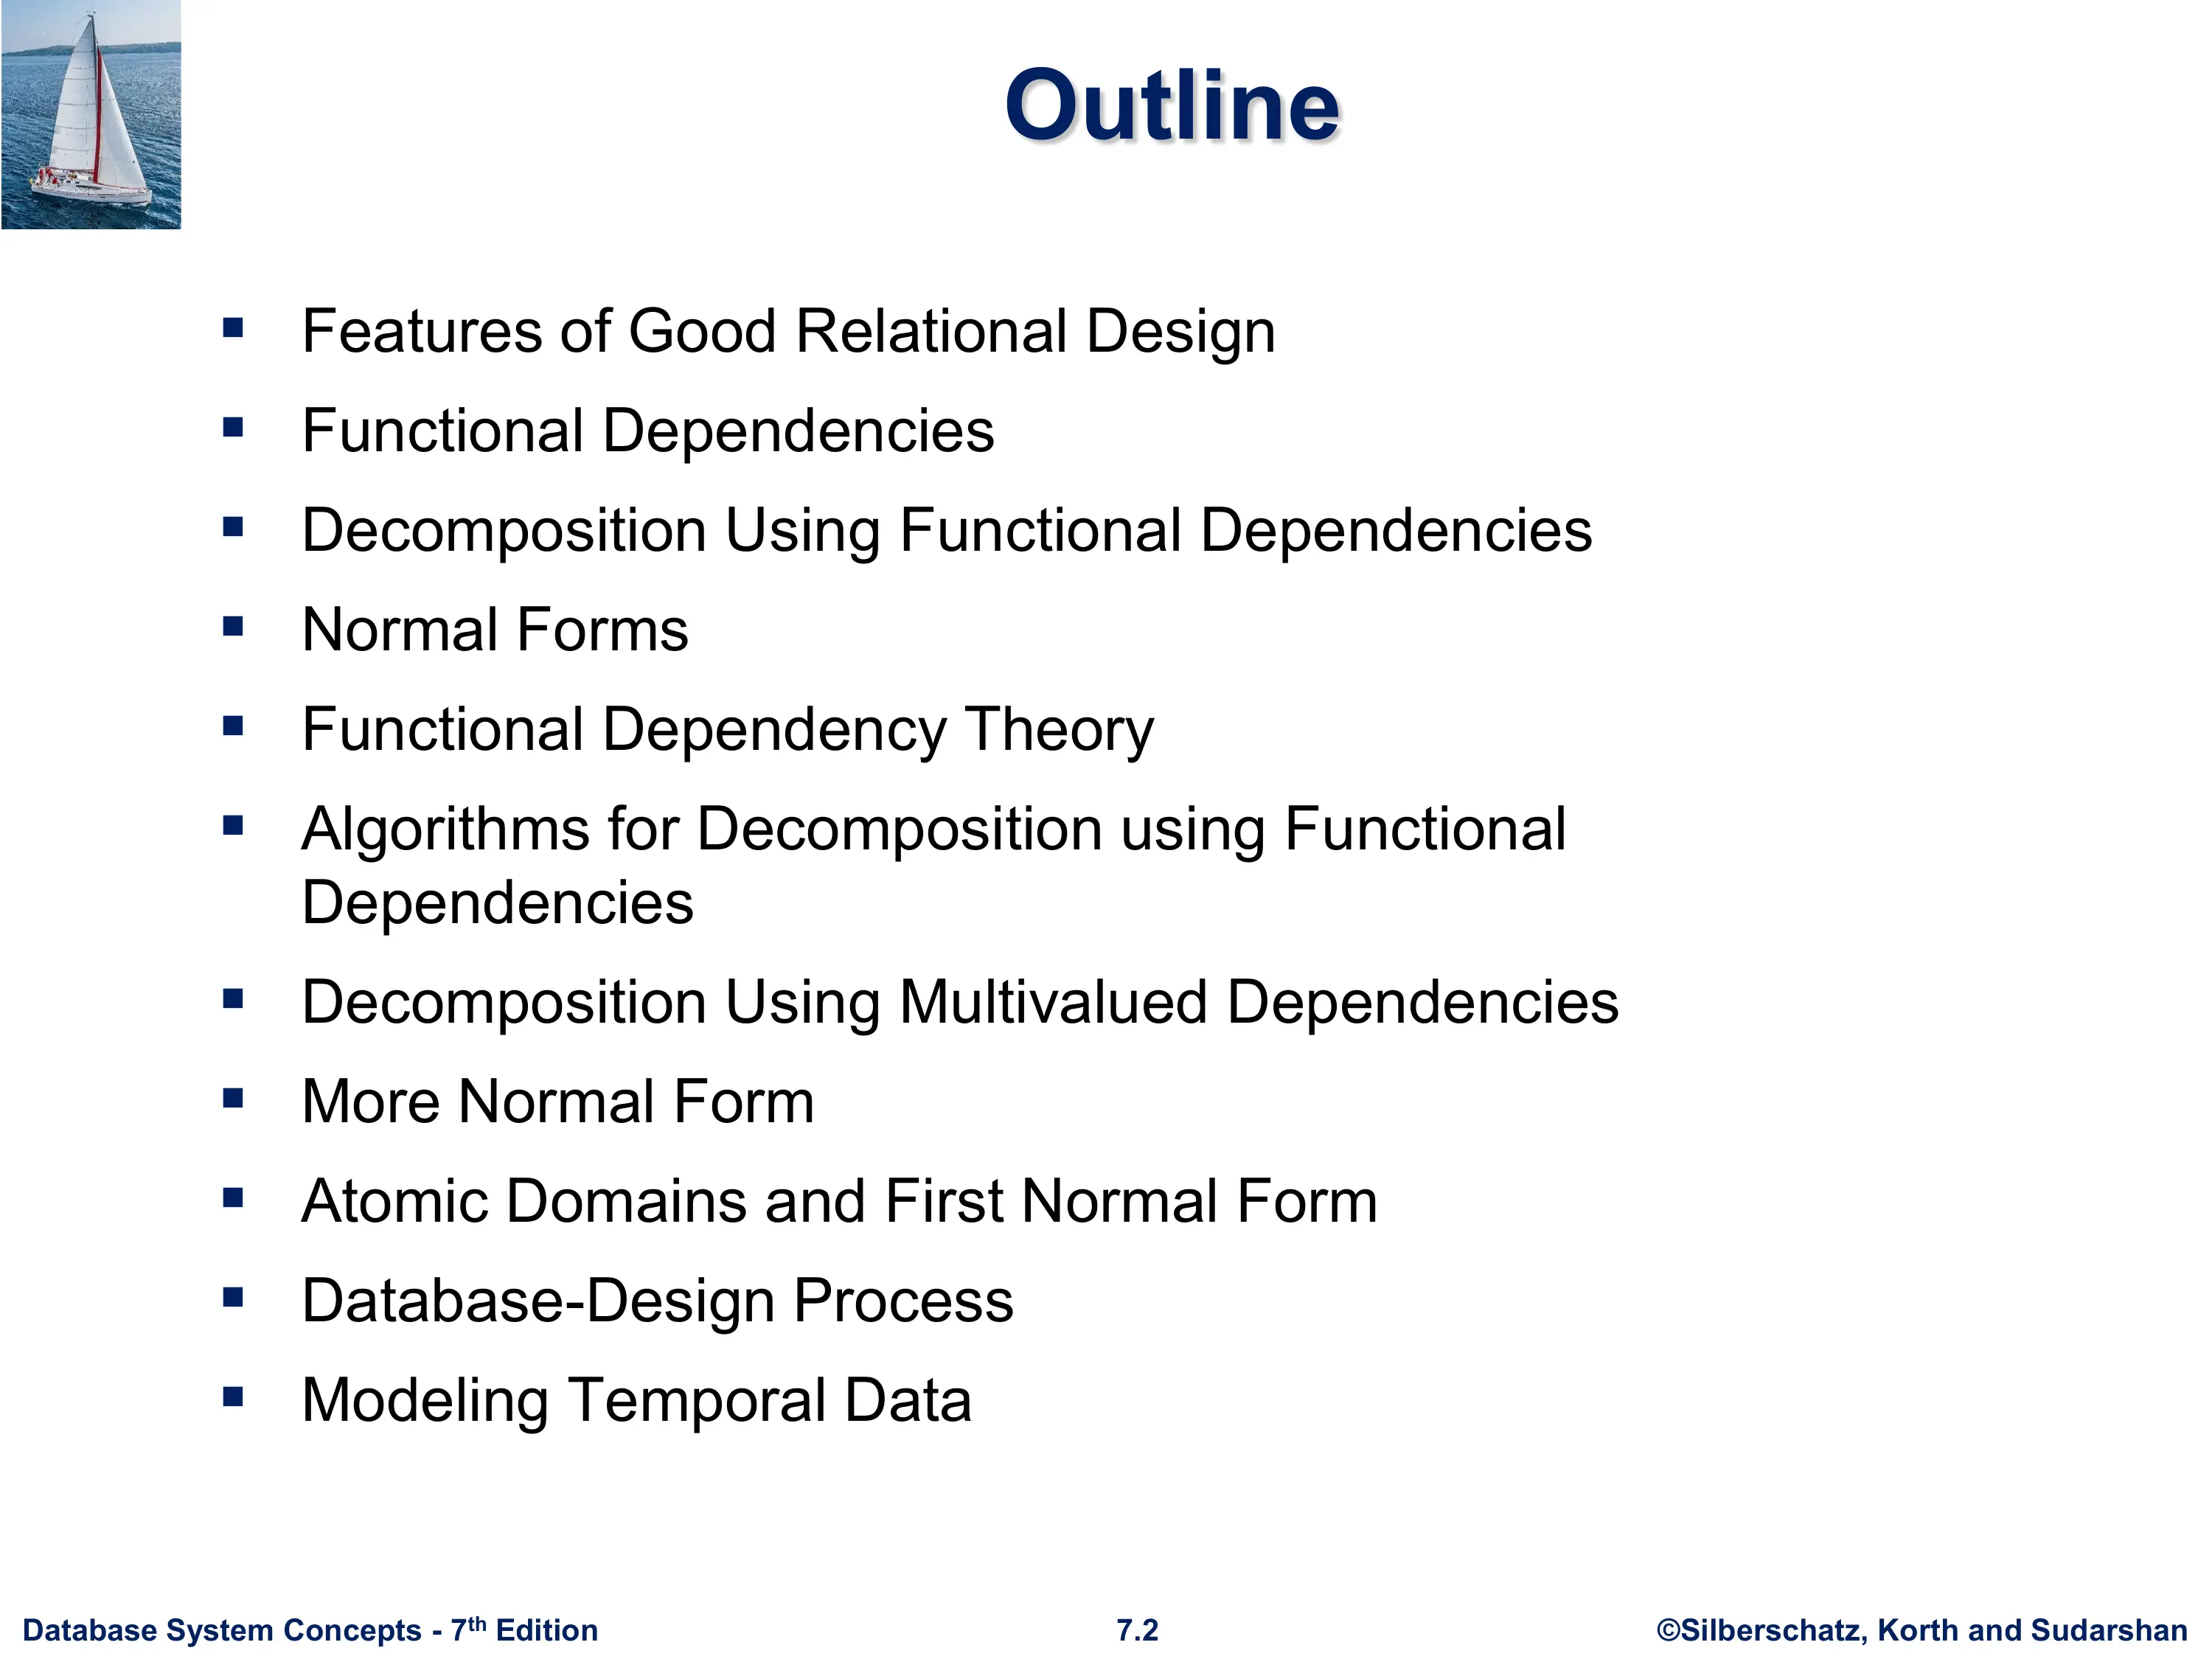 Outline
▪ Features of Good Relational Design
▪ Functional Dependencies
▪ Decomposition Using Functional Dependencies
▪ Normal Forms
▪ Functional Dependency Theory
▪ Algorithms for Decomposition using Functional
Dependencies
▪ Decomposition Using Multivalued Dependencies
▪ More Normal Form
▪ Atomic Domains and First Normal Form
▪ Database-Design Process
▪ Modeling Temporal Data
Database System Concepts - 7th Edition
7.2
©Silberschatz, Korth and Sudarshan